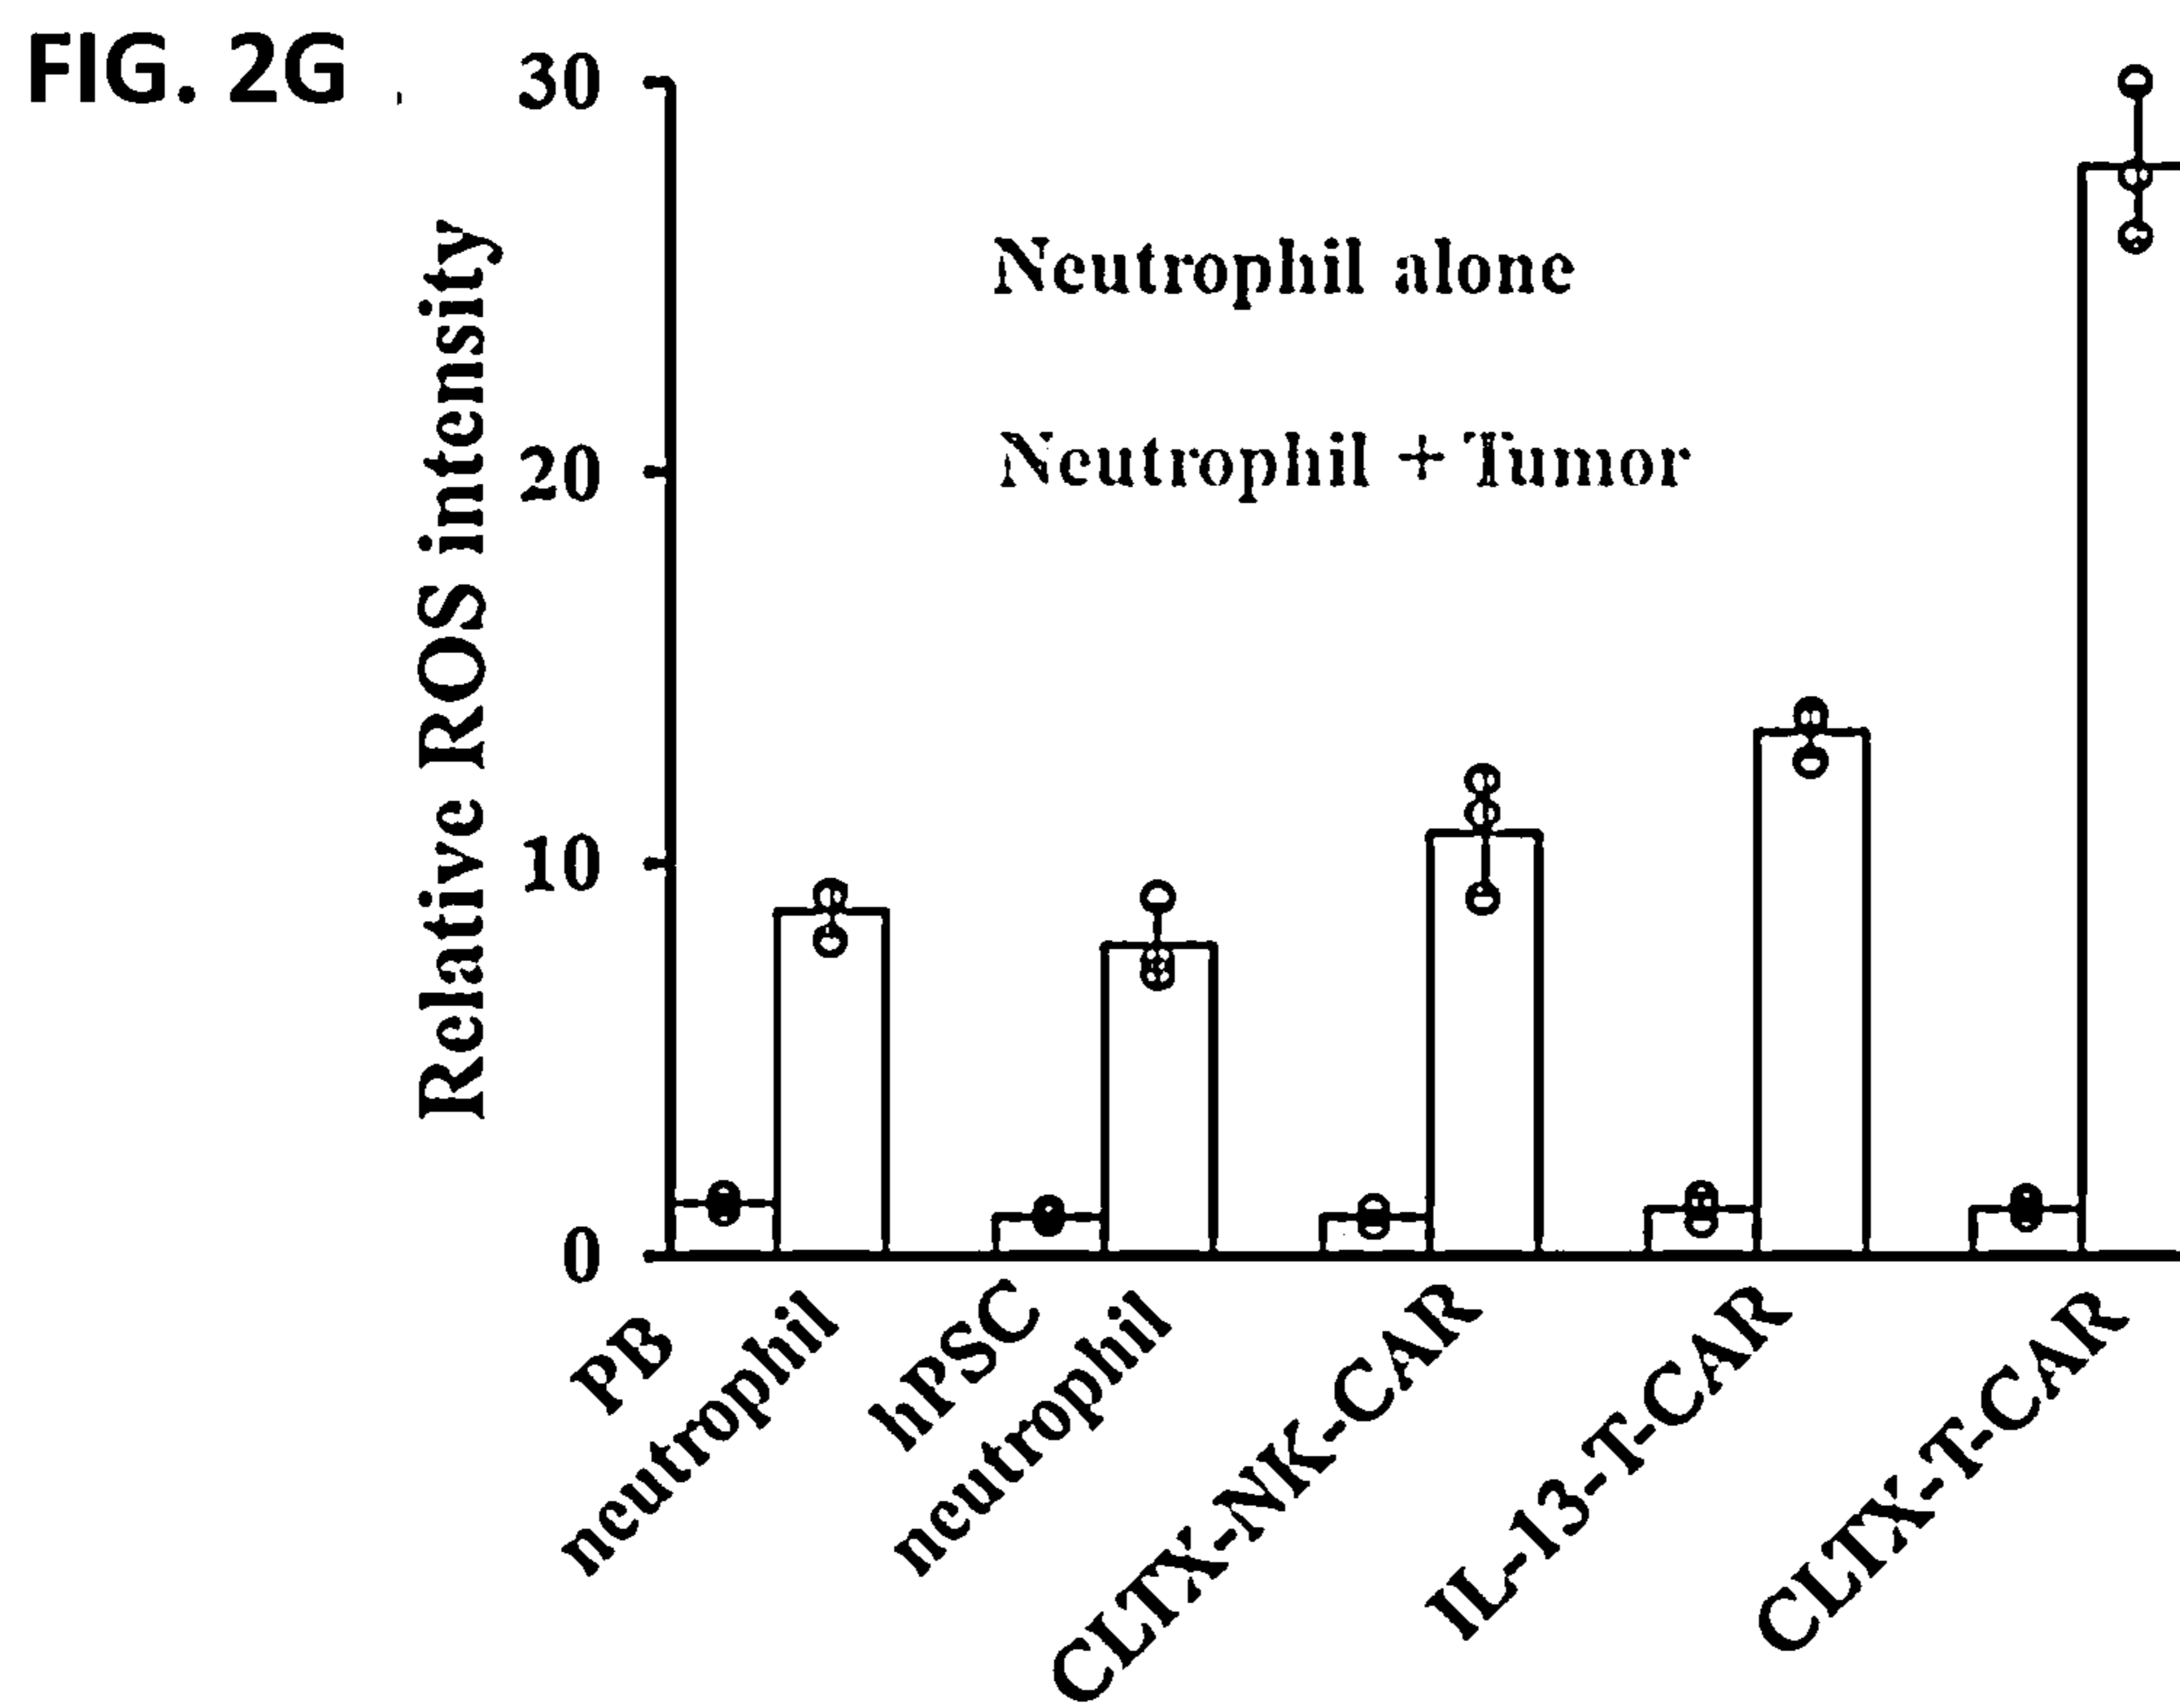 FIG. 2G
Relative ROS intensity
30
20
10
0
Neutrophil alone
Neutrophil + Tumor
PB
neutrophil
hPSC
neutrophil
CLTX-NK-CAR
IL-13-T-CAR
CLTX-T-CAR